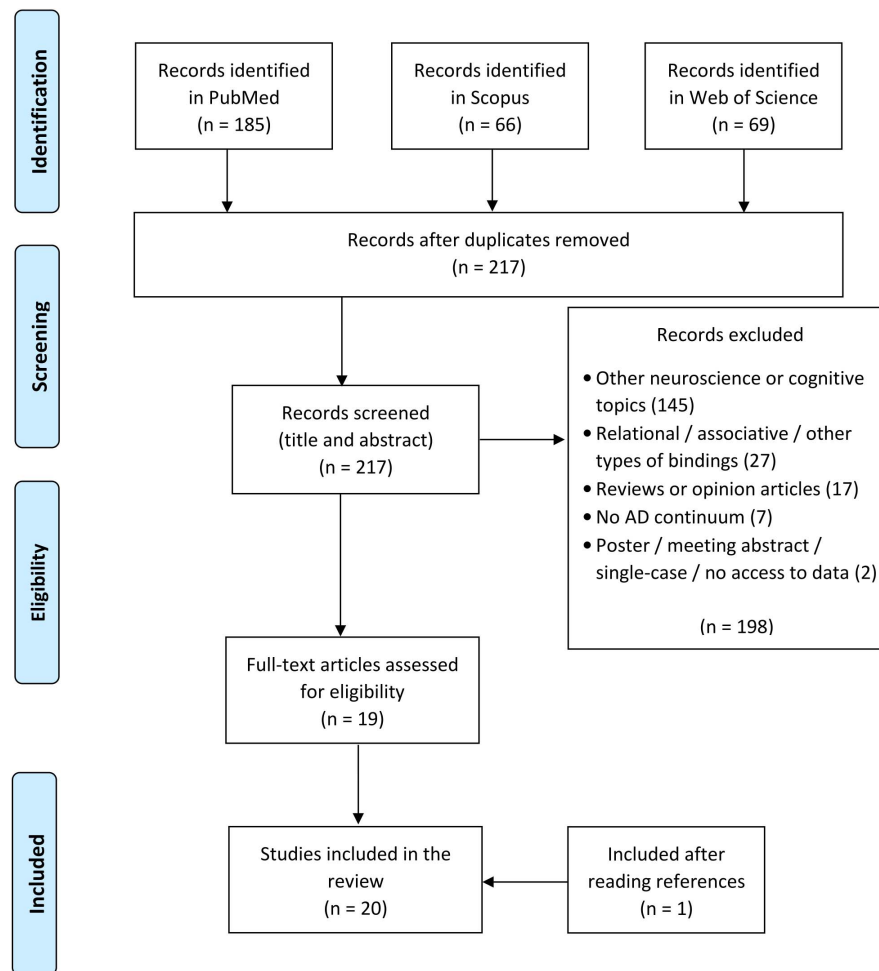 Identification
Records identified
in PubMed
(n = 185)
Records identified
in Scopus
(n = 66)
Records identified
in Web of Science
(n = 69)
Records after duplicates removed
(n = 217)
Screening
Records screened
(title and abstract)
(n = 217)
Records excluded
• Other neuroscience or cognitive
topics (145)
• Relational / associative / other
types of bindings (27)
• Reviews or opinion articles (17)
• No AD continuum (7)
• Poster / meeting abstract /
single-case / no access to data (2)
(n = 198)
Eligibility
Full-text articles assessed
for eligibility
(n = 19)
Included
Studies included in the
review
(n = 20)
Included after
reading references
(n = 1)